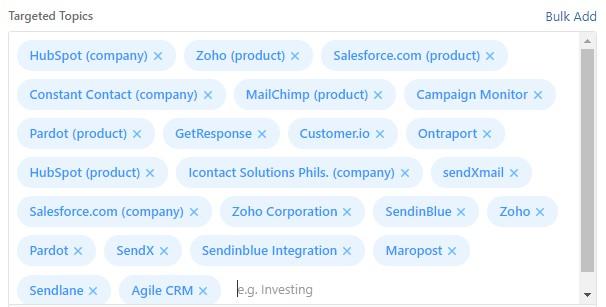 Targeted Topics Bulk Add
HubSpot (company) × Zoho (product) × Salesforce.com (product) ×
Constant Contact (company) × MailChimp (product) × Campaign Monitor ×
Pardot (product) × GetResponse × Customer.io × Ontraport ×
HubSpot (product) × Icontact Solutions Phils. (company) × sendXmail ×
Salesforce.com (company) × Zoho Corporation × SendinBlue × Zoho ×
Pardot × SendX × Sendinblue Integration × Maropost ×
Sendlane × Agile CRM × e.g. Investing